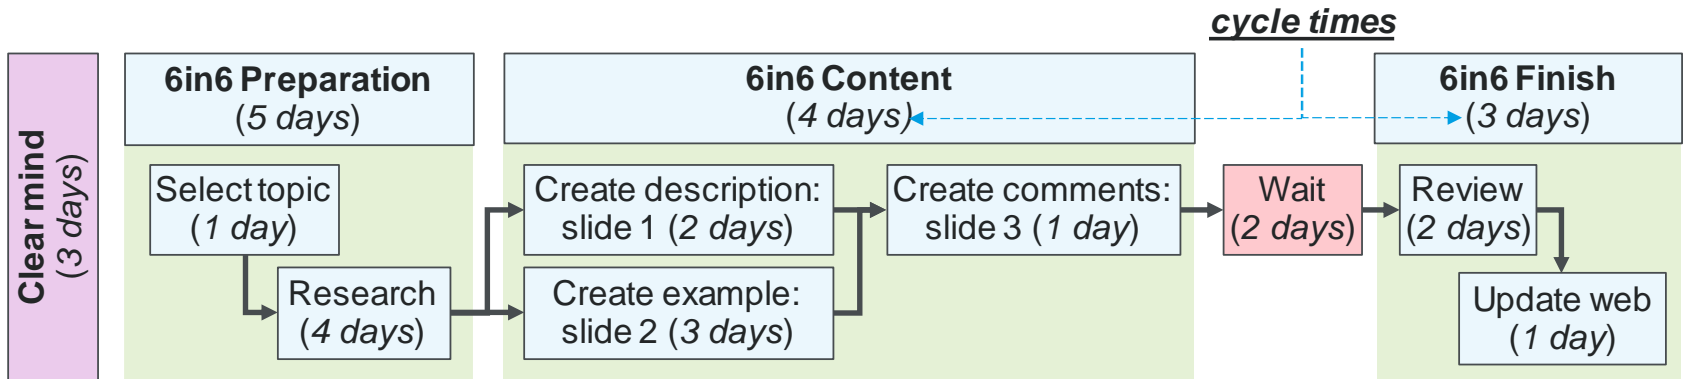 cycle times
Clear mind
(3 days)
6in6 Preparation
(5 days)
Select topic
(1 day)
Research
(4 days)
6in6 Content
(4 days)
Create description:
slide 1 (2 days)
Create example:
slide 2 (3 days)
Create comments:
slide 3 (1 day)
Wait
(2 days)
6in6 Finish
(3 days)
Review
(2 days)
Update web
(1 day)